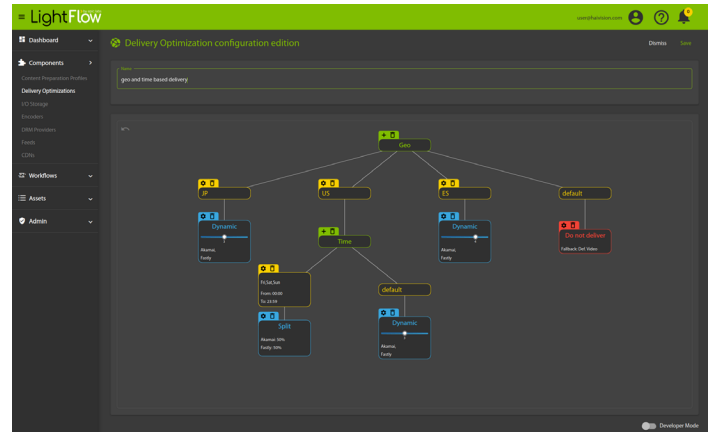 LightFlow
user@haivision.com
Dashboard
Delivery Optimization configuration edition
Dismiss
Save
Components
Content Preparation Profiles
Delivery Optimizations
I/O Storage
Encoders
DRM Providers
Feeds
CDNs
Workflows
Assets
Admin
Name
geo and time based delivery
Geo
JP
US
ES
default
Dynamic
Akamai,
Fastly
Time
Dynamic
Akamai,
Fastly
Do not deliver
Fallback: Def. Video
Fri,Sat,Sun
From: 00:00
To: 23:59
default
Split
Akamai: 50%
Fastly: 50%
Dynamic
Akamai,
Fastly
Developer Mode